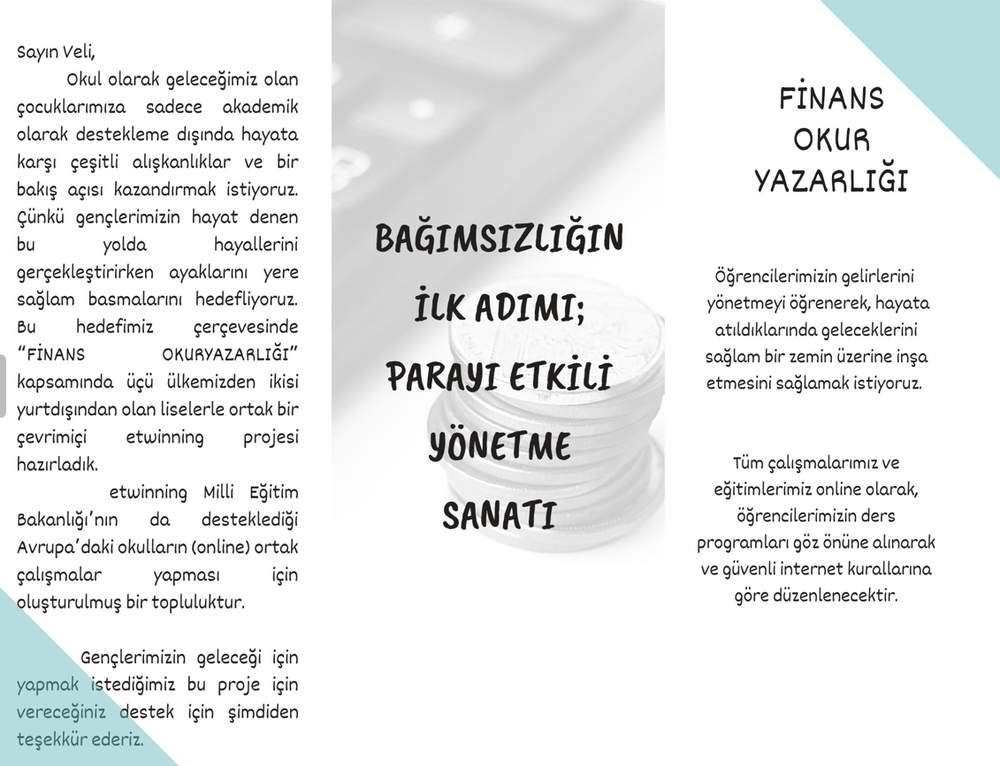 Sayın Veli,
Okul olarak geleceğimiz olan
çocuklarımıza sadece akademik
olarak destekleme dışında hayata
karşı çeşitli alışkanlıklar ve bir
bakış açısı kazandırmak istiyoruz.
Çünkü gençlerimizin hayat denen
bu yolda hayallerini
gerçekleştirirken ayaklarını yere
sağlam basmalarını hedefliyoruz.
Bu hedefimiz çerçevesinde
“FİNANS OKURYAZARLIĞI”
kapsamında üçü ülkemizden ikisi
yurtdışından olan liselerle ortak bir
çevrimiçi etwinning projesi
hazırladık.
etwinning Milli Eğitim
Bakanlığı’nın da desteklediği
Avrupa’daki okulların (online) ortak
çalışmalar yapması için
oluşturulmuş bir topluluktur.
Gençlerimizin geleceği için
yapmak istediğimiz bu proje için
vereceğiniz destek için şimdiden
teşekkür ederiz.
BAĞIMSIZLIĞIN
İLK ADIMI;
PARAYI ETKİLİ
YÖNETME
SANATI
FİNANS
OKUR
YAZARLIĞI
Öğrencilerimizin gelirlerini
yönetmeyi öğrenerek, hayata
atıldıklarında geleceklerini
sağlam bir zemin üzerine inşa
etmesini sağlamak istiyoruz.
Tüm çalışmalarımız ve
eğitimlerimiz online olarak,
öğrencilerimizin ders
programları göz önüne alınarak
ve güvenli internet kurallarına
göre düzenlenecektir.